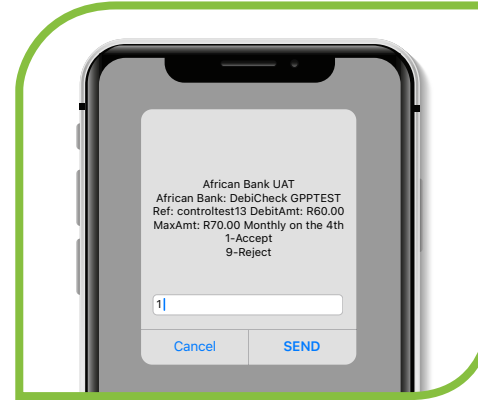 African Bank UAT
African Bank: DebiCheck GPPTEST
Ref: controltest13 DebitAmt: R60.00
MaxAmt: R70.00 Monthly on the 4th
1-Accept
9-Reject
1
Cancel SEND